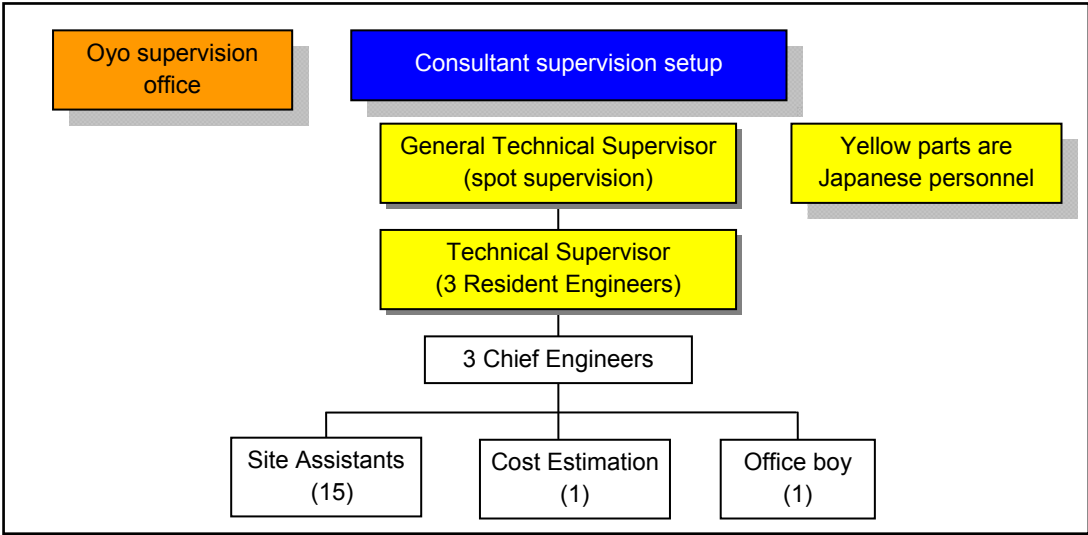 Oyo supervision
office
Consultant supervision setup
General Technical Supervisor
(spot supervision)
Yellow parts are
Japanese personnel
Technical Supervisor
(3 Resident Engineers)
3 Chief Engineers
Site Assistants
(15)
Cost Estimation
(1)
Office boy
(1)